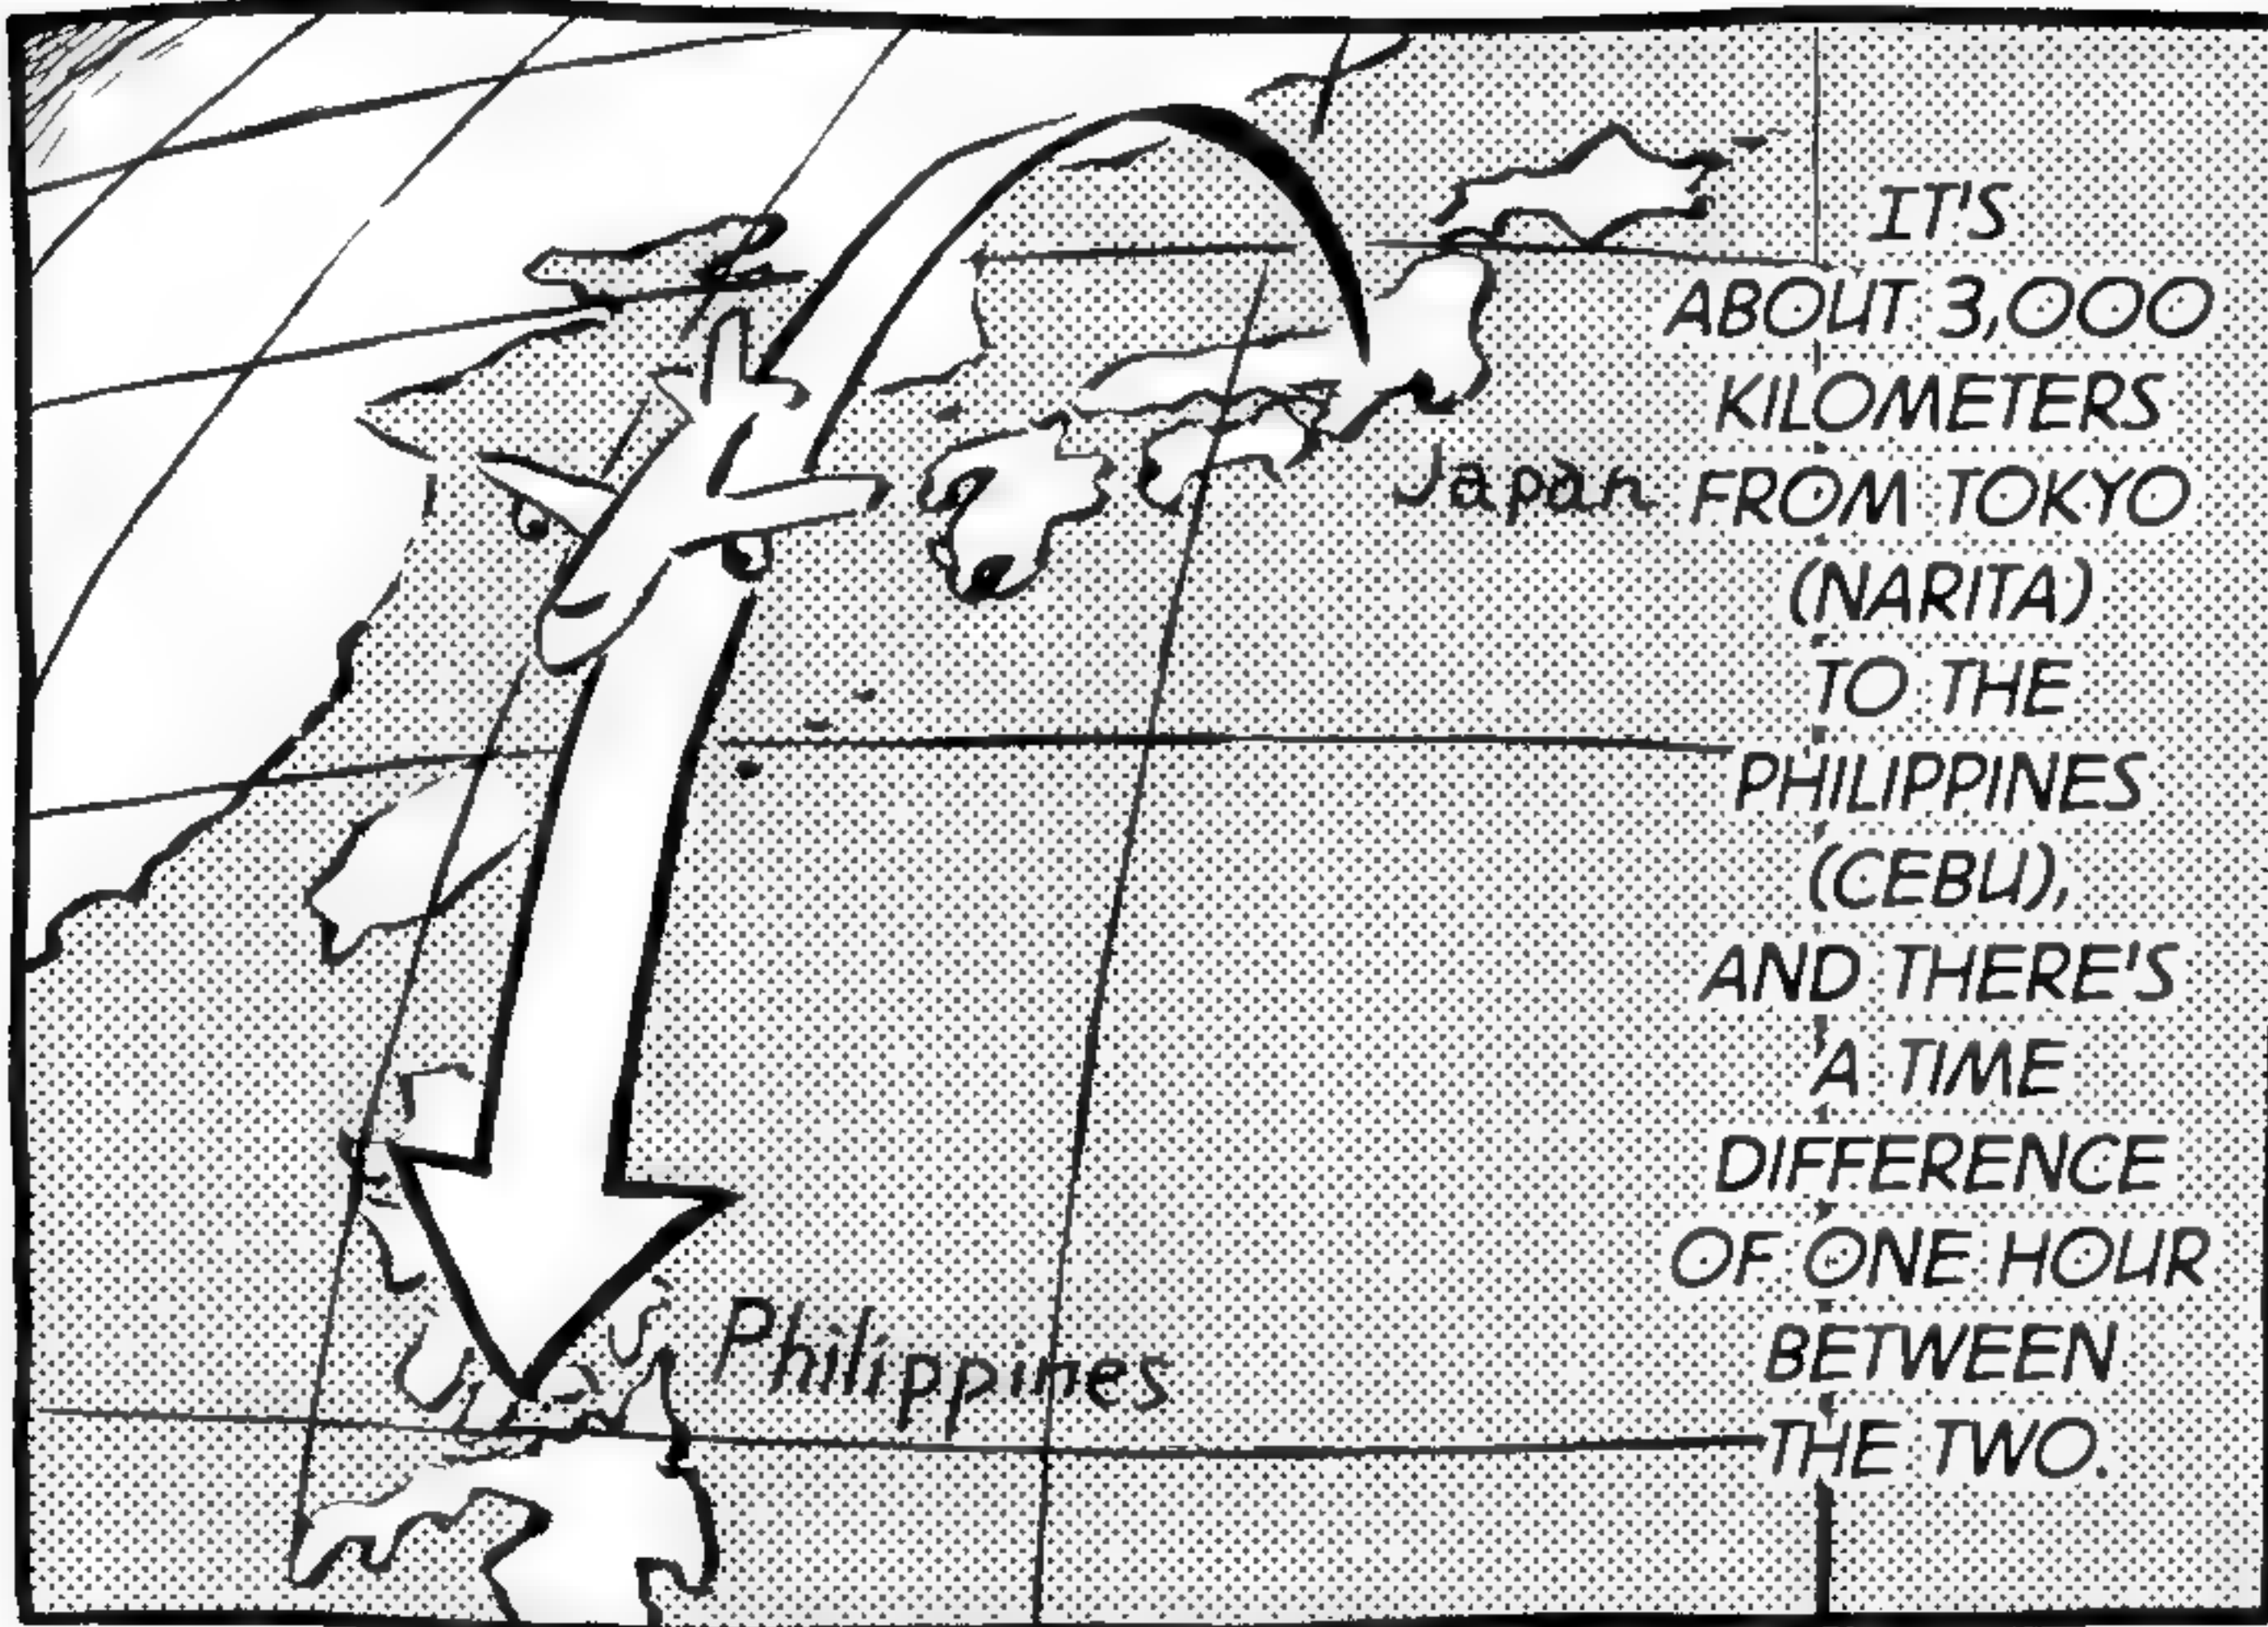 IT'S
ABOUT 3,000
KILOMETERS
FROM TOKYO
(NARITA)
TO THE
PHILIPPINES
(CEBU),
AND THERE'S
A TIME
DIFFERENCE
OF ONE HOUR
BETWEEN
THE TWO.
Japan
Philippines